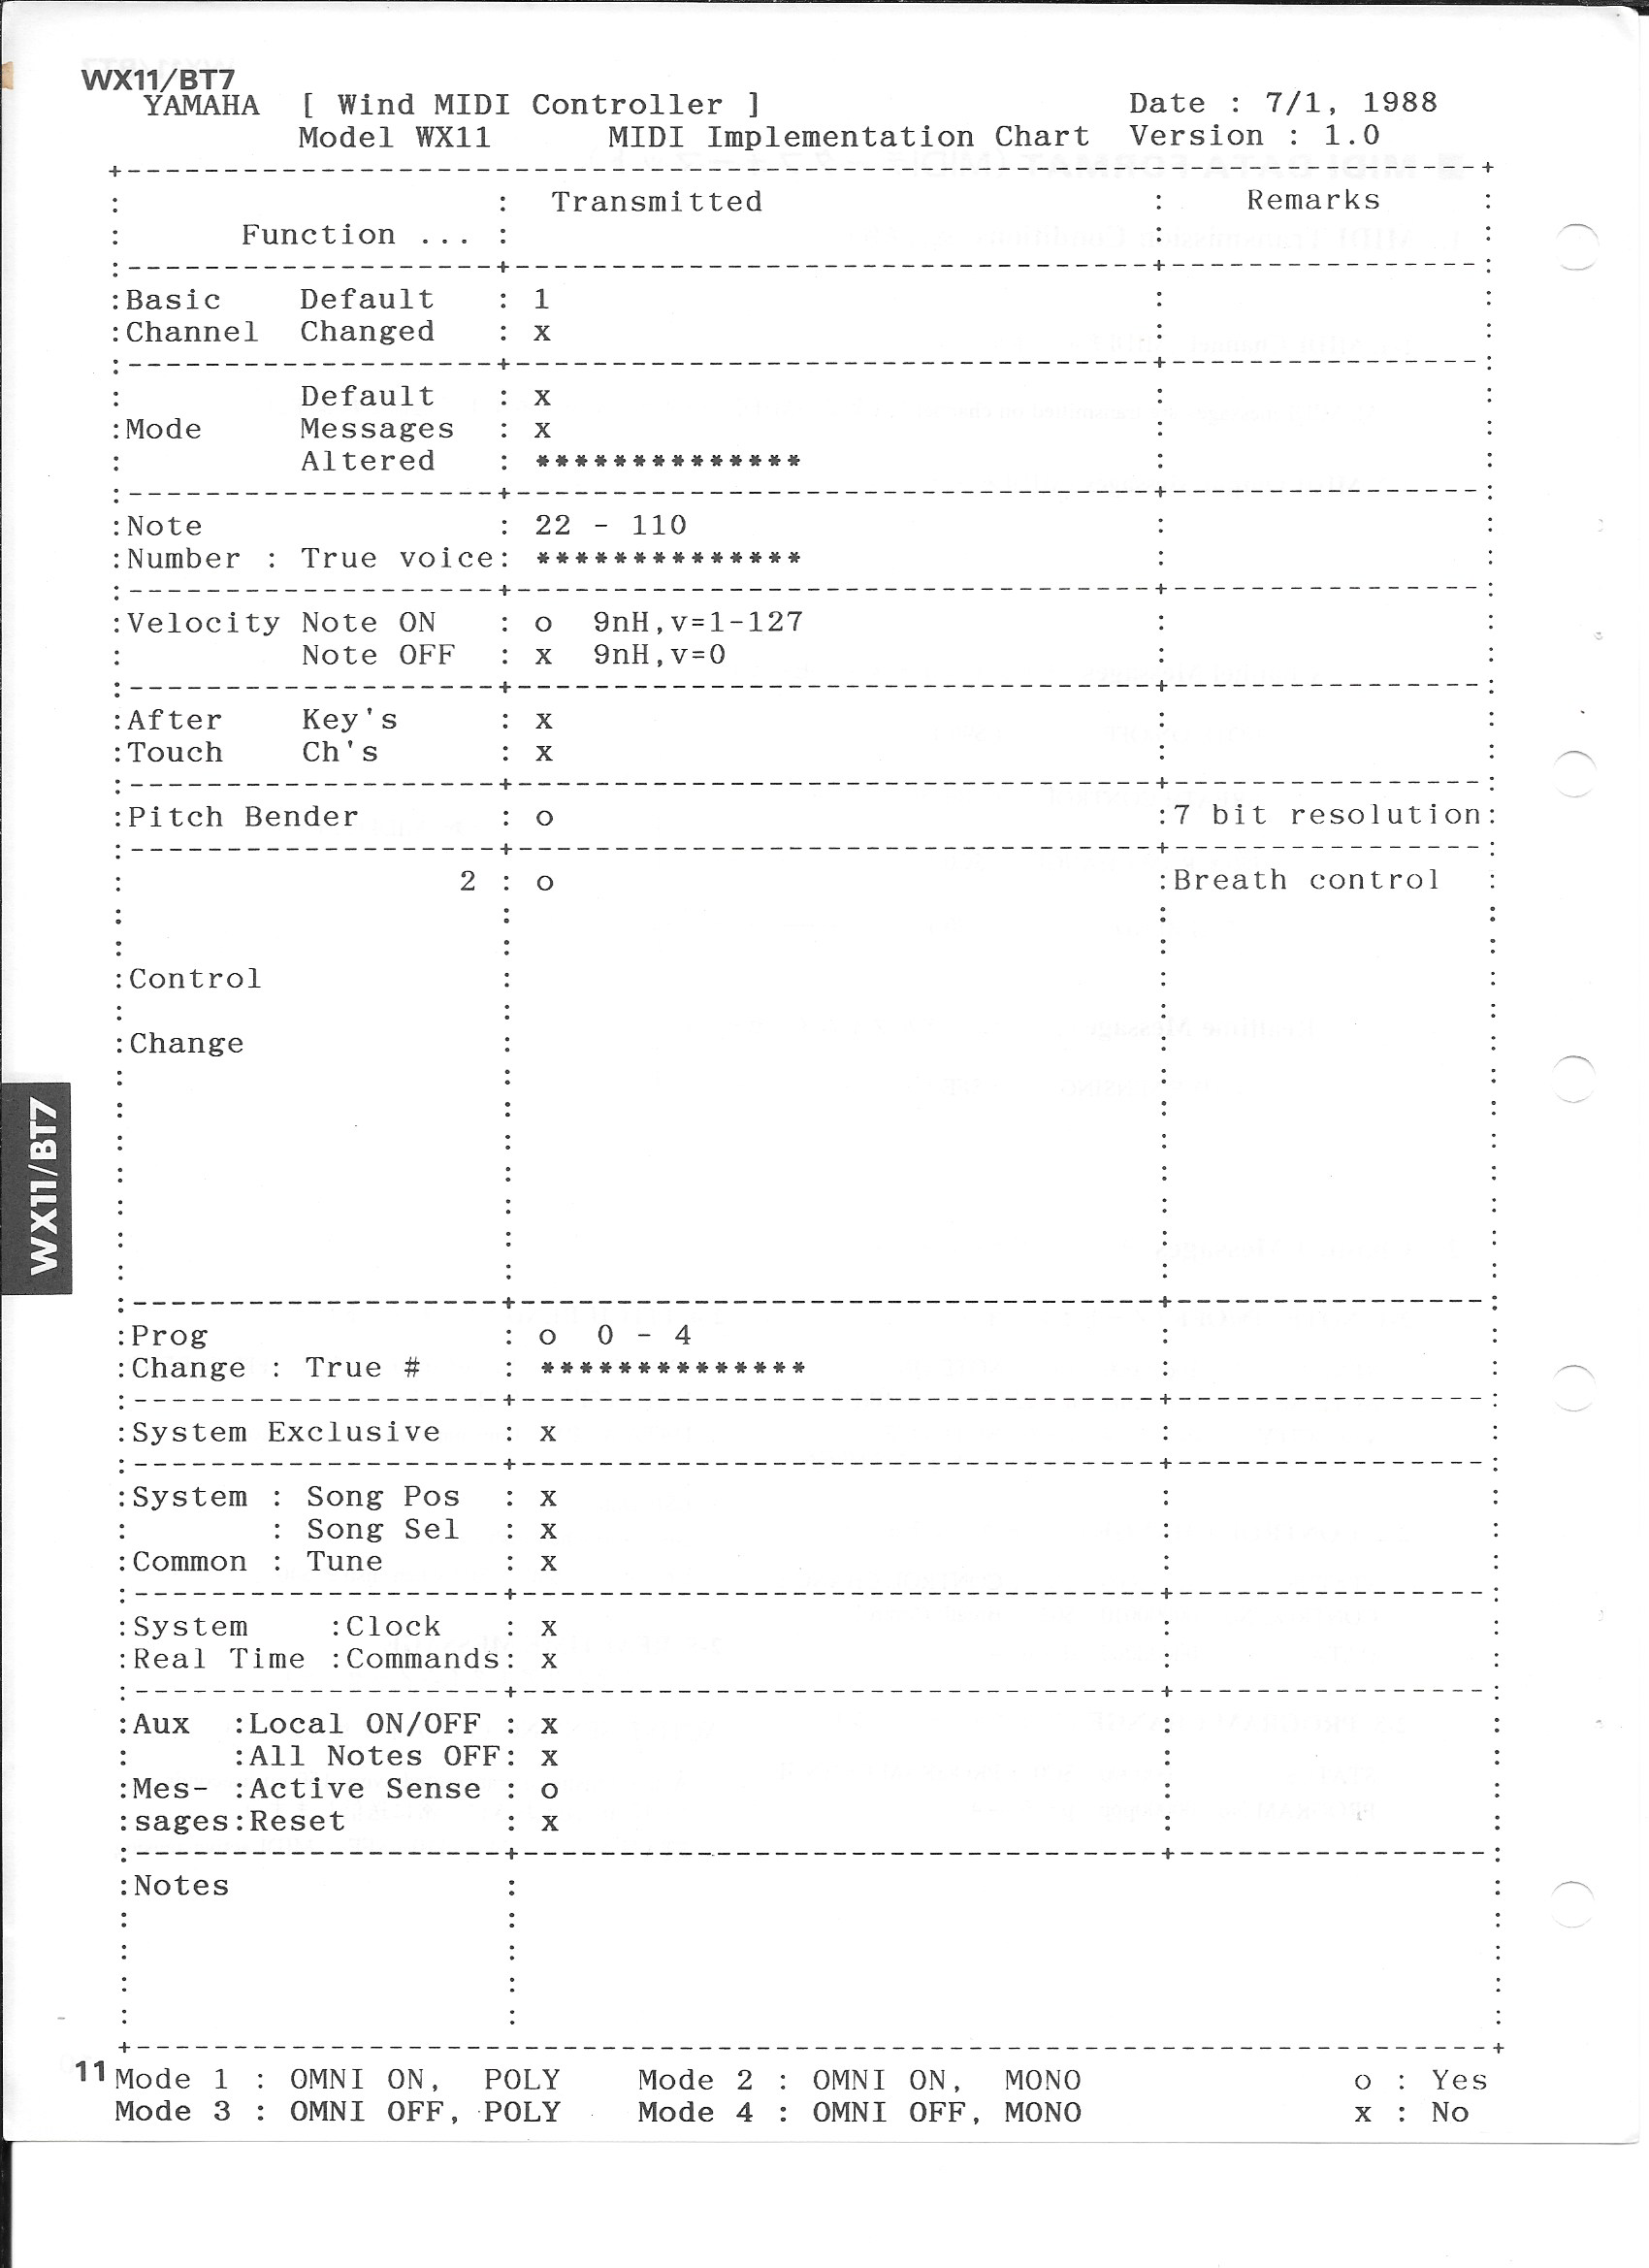 WX11/BT7
YAMAHA [ Wind MIDI Controller ] Date : 7/1, 1988
Model WX11 MIDI Implementation Chart Version : 1.0
+----------------------------------------------------------------------+
: : Transmitted : Remarks :
: Function ... : : :
:-------------------+---------------------------------+----------------:
:Basic Default : 1 : :
:Channel Changed : x : :
:-------------------+---------------------------------+----------------:
: Default : x : :
:Mode Messages : x : :
: Altered : ************** : :
:-------------------+---------------------------------+----------------:
:Note : 22 - 110 : :
:Number : True voice: ************** : :
:-------------------+---------------------------------+----------------:
:Velocity Note ON : o 9nH,v=1-127 : :
: Note OFF : x 9nH,v=0 : :
:-------------------+---------------------------------+----------------:
:After Key's : x : :
:Touch Ch's : x : :
:-------------------+---------------------------------+----------------:
:Pitch Bender : o :7 bit resolution:
:-------------------+---------------------------------+----------------:
: 2 : o :Breath control :
: : : :
: : : :
:Control : : :
: : : :
:Change : : :
: : : :
: : : :
: : : :
: : : :
: : : :
: : : :
: : : :
:-------------------+---------------------------------+----------------:
:Prog : o 0 - 4 : :
:Change : True # : ************** : :
:-------------------+---------------------------------+----------------:
:System Exclusive : x : :
:-------------------+---------------------------------+----------------:
:System : Song Pos : x : :
: : Song Sel : x : :
:Common : Tune : x : :
:-------------------+---------------------------------+----------------:
:System :Clock : x : :
:Real Time :Commands: x : :
:-------------------+---------------------------------+----------------:
:Aux :Local ON/OFF : x : :
: :All Notes OFF: x : :
:Mes- :Active Sense : o : :
:sages:Reset : x : :
:-------------------+---------------------------------+----------------:
:Notes : :
: : :
: : :
: : :
: : :
+----------------------------------------------------------------------+
11
Mode 1 : OMNI ON, POLY Mode 2 : OMNI ON, MONO o : Yes
Mode 3 : OMNI OFF, POLY Mode 4 : OMNI OFF, MONO x : No
WX11/BT7